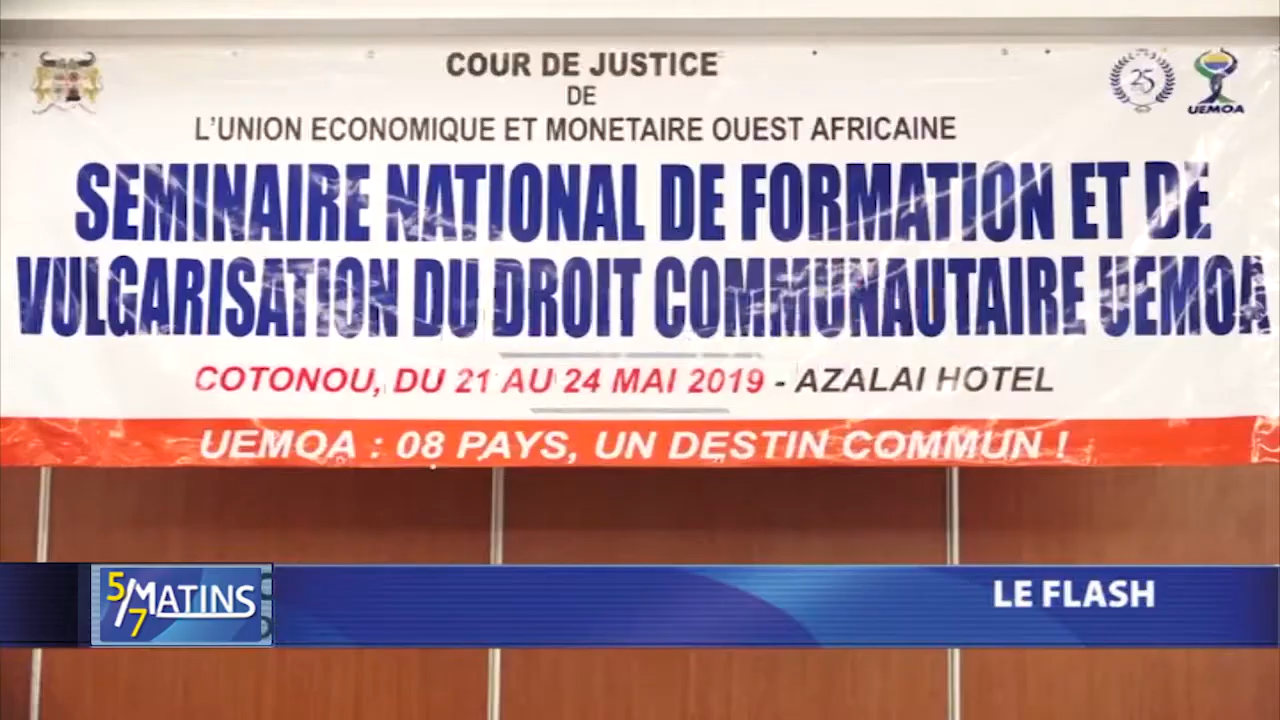 COUR DE JUSTICE
DE
L'UNION ECONOMIQUE ET MONETAIRE OUEST AFRICAINE
25
UEMOA
SEMINAIRE NATIONAL DE FORMATION ET DE
VULGARISATION DU DROIT COMMUNAUTAIRE UEMOA
COTONOU, DU 21 AU 24 MAI 2019 - AZALAI HOTEL
UEMOA : 08 PAYS, UN DESTIN COMMUN !
5/7 MATINS
LE FLASH